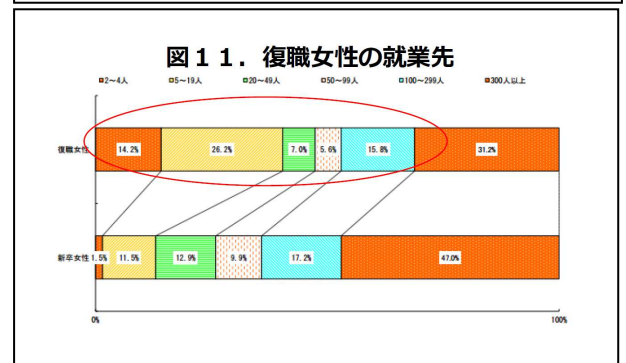 図11. 復職女性の就業先
2~4人 5~19人 20~49人 50~99人 100~299人 300人以上
復職女性 14.2% 26.2% 7.0% 5.6% 15.8% 31.2%
新卒女性 1.5% 11.5% 12.9% 9.9% 17.2% 47.0%
0% 100%